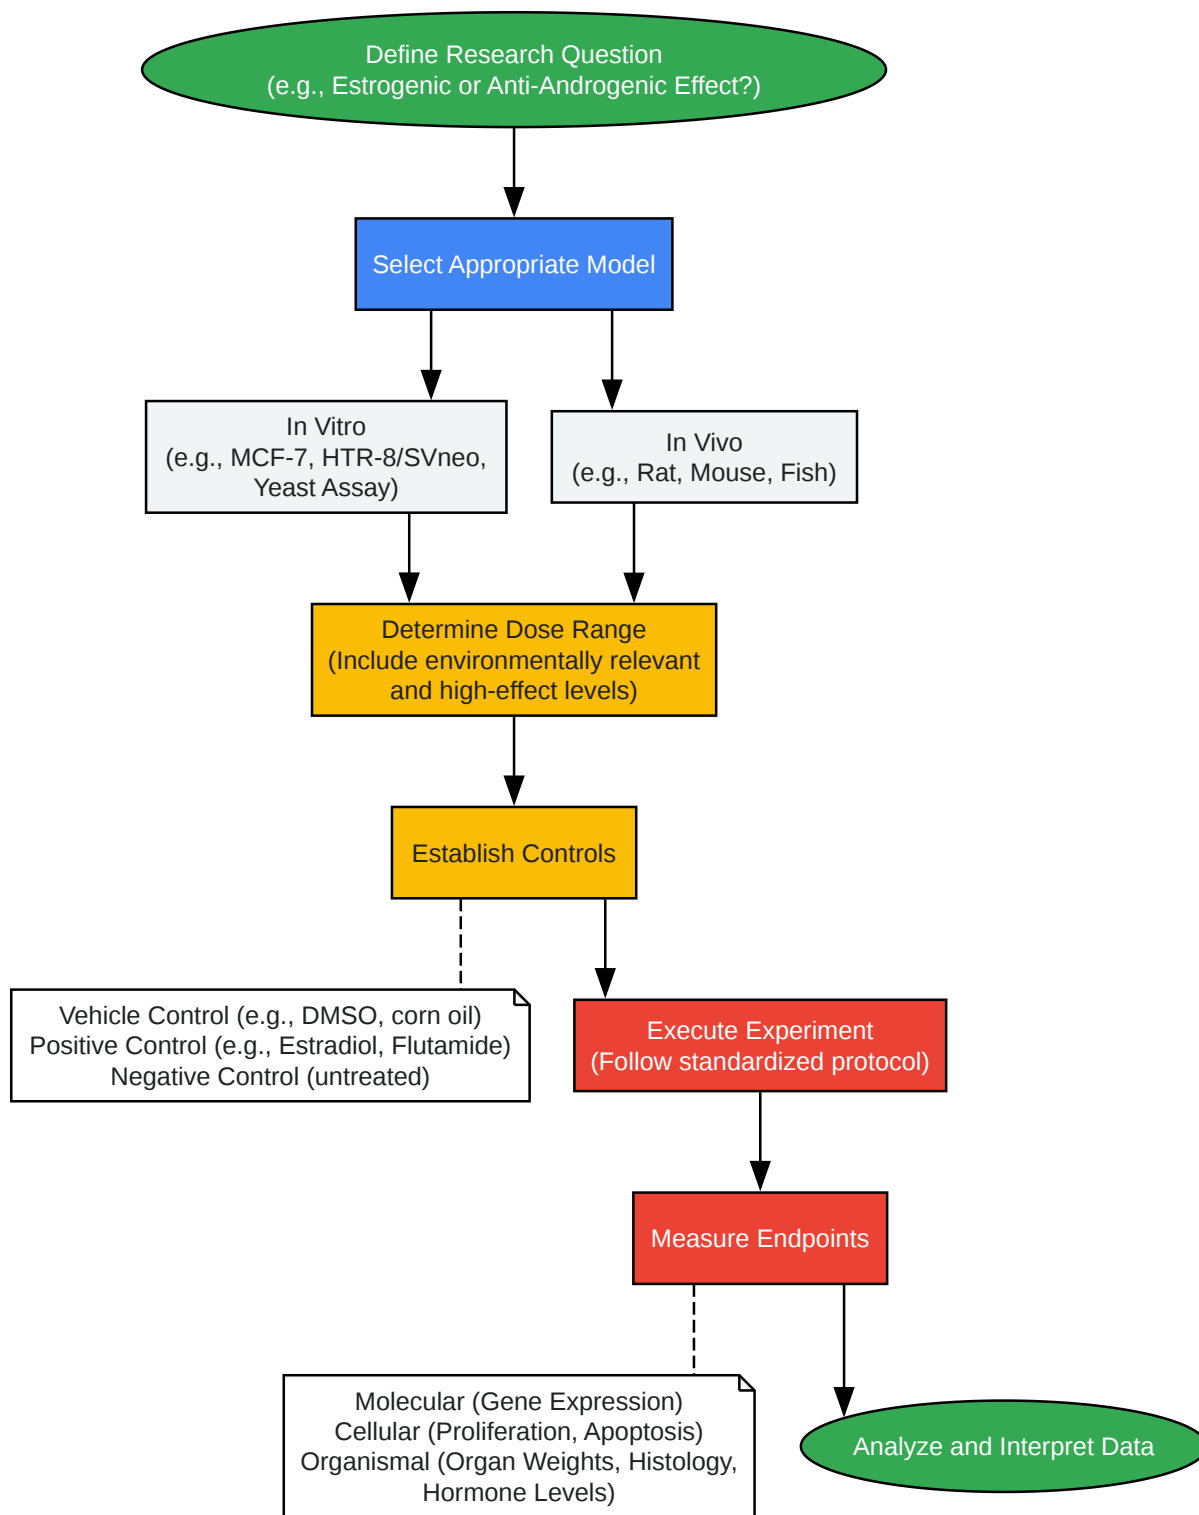 Define Research Question
(e.g., Estrogenic or Anti-Androgenic Effect?)
Select Appropriate Model
In Vitro
(e.g., MCF-7, HTR-8/SVneo,
Yeast Assay)
In Vivo
(e.g., Rat, Mouse, Fish)
Determine Dose Range
(Include environmentally relevant
and high-effect levels)
Establish Controls
Vehicle Control (e.g., DMSO, corn oil)
Positive Control (e.g., Estradiol, Flutamide)
Negative Control (untreated)
Execute Experiment
(Follow standardized protocol)
Measure Endpoints
Molecular (Gene Expression)
Cellular (Proliferation, Apoptosis)
Organismal (Organ Weights, Histology,
Hormone Levels)
Analyze and Interpret Data